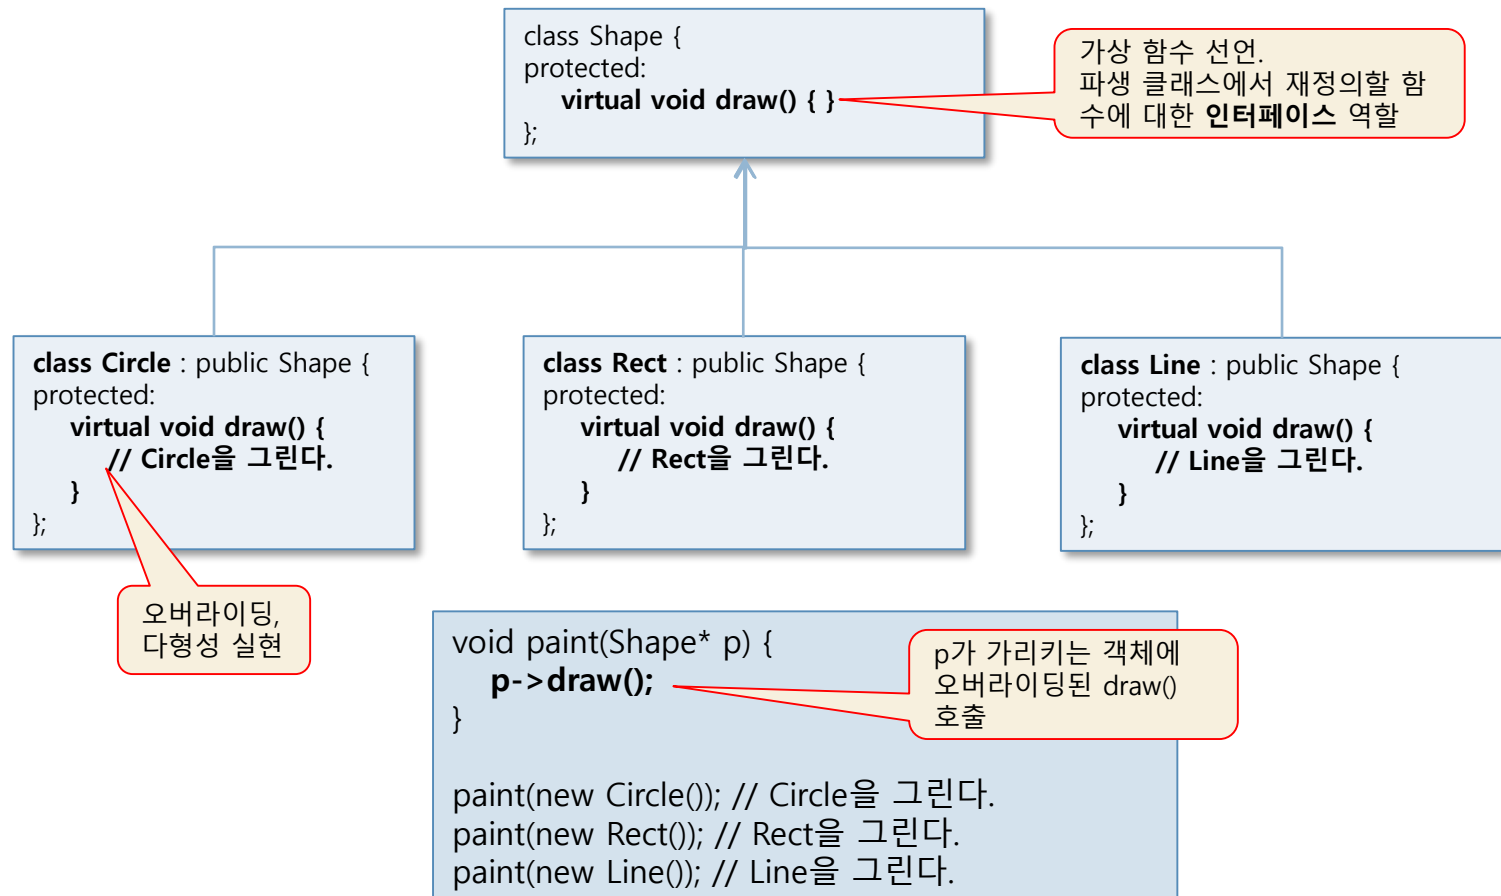 class Shape {
protected:
virtual void draw() { }
};
가상 함수 선언.
파생 클래스에서 재정의할 함
수에 대한 인터페이스 역할
class Circle : public Shape {
protected:
virtual void draw() {
// Circle을 그린다.
}
};
class Rect : public Shape {
protected:
virtual void draw() {
// Rect을 그린다.
}
};
class Line : public Shape {
protected:
virtual void draw() {
// Line을 그린다.
}
};
오버라이딩,
다형성 실현
void paint(Shape* p) {
p->draw();
}
p가 가리키는 객체에
오버라이딩된 draw()
호출
paint(new Circle()); // Circle을 그린다.
paint(new Rect()); // Rect을 그린다.
paint(new Line()); // Line을 그린다.